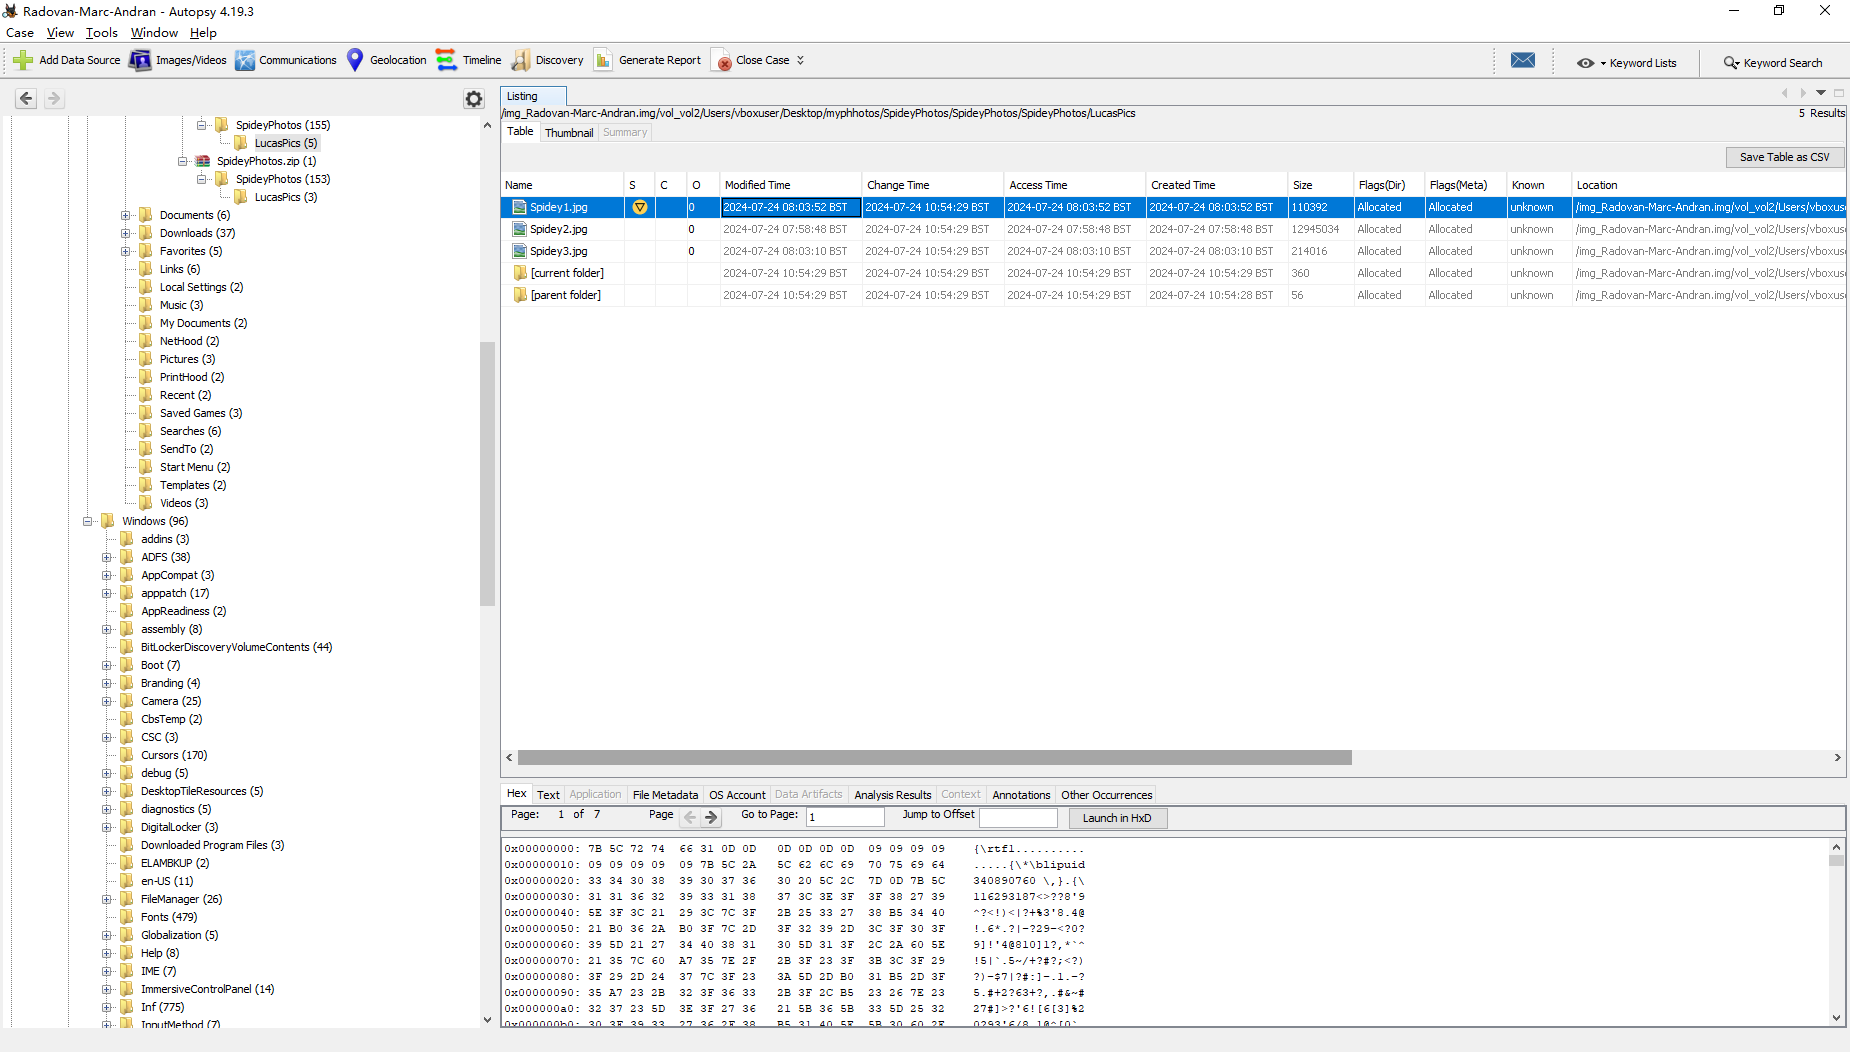 Radovan-Marc-Andran - Autopsy 4.19.3
Case View Tools Window Help
Add Data Source Images/Videos Communications Geolocation Timeline Discovery Generate Report Close Case Keyword Lists Keyword Search
SpideyPhotos (155)
LucasPics (5)
SpideyPhotos.zip (1)
SpideyPhotos (153)
LucasPics (3)
Documents (6)
Downloads (37)
Favorites (5)
Links (6)
Local Settings (2)
Music (3)
My Documents (2)
NetHood (2)
Pictures (3)
PrintHood (2)
Recent (2)
Saved Games (3)
Searches (6)
SendTo (2)
Start Menu (2)
Templates (2)
Videos (3)
Windows (96)
addins (3)
ADFS (38)
AppCompat (3)
apppatch (17)
AppReadiness (2)
assembly (8)
BitLockerDiscoveryVolumeContents (44)
Boot (7)
Branding (4)
Camera (25)
CbsTemp (2)
CSC (3)
Cursors (170)
debug (5)
DesktopTileResources (5)
diagnostics (5)
DigitalLocker (3)
Downloaded Program Files (3)
ELAMBKUP (2)
en-US (11)
FileManager (26)
Fonts (479)
Globalization (5)
Help (8)
IME (7)
ImmersiveControlPanel (14)
Inf (775)
InputMethod (7)
Listing
/img_Radovan-Marc-Andran.img/vol_vol2/Users/vboxuser/Desktop/myphhotos/SpideyPhotos/SpideyPhotos/SpideyPhotos/LucasPics 5 Results
Table Thumbnail Summary
Save Table as CSV
Name S C O Modified Time Change Time Access Time Created Time Size Flags(Dir) Flags(Meta) Known Location
Spidey1.jpg 0 2024-07-24 08:03:52 BST 2024-07-24 10:54:29 BST 2024-07-24 08:03:52 BST 2024-07-24 08:03:52 BST 110392 Allocated Allocated unknown /img_Radovan-Marc-Andran.img/vol_vol2/Users/vboxuse
Spidey2.jpg 0 2024-07-24 07:58:48 BST 2024-07-24 10:54:29 BST 2024-07-24 07:58:48 BST 2024-07-24 07:58:48 BST 12945034 Allocated Allocated unknown /img_Radovan-Marc-Andran.img/vol_vol2/Users/vboxuse
Spidey3.jpg 0 2024-07-24 08:03:10 BST 2024-07-24 10:54:29 BST 2024-07-24 08:03:10 BST 2024-07-24 08:03:10 BST 214016 Allocated Allocated unknown /img_Radovan-Marc-Andran.img/vol_vol2/Users/vboxuse
[current folder] 2024-07-24 10:54:29 BST 2024-07-24 10:54:29 BST 2024-07-24 10:54:29 BST 2024-07-24 10:54:29 BST 360 Allocated Allocated unknown /img_Radovan-Marc-Andran.img/vol_vol2/Users/vboxuse
[parent folder] 2024-07-24 10:54:29 BST 2024-07-24 10:54:29 BST 2024-07-24 10:54:29 BST 2024-07-24 10:54:28 BST 56 Allocated Allocated unknown /img_Radovan-Marc-Andran.img/vol_vol2/Users/vboxuse
Hex Text Application File Metadata OS Account Data Artifacts Analysis Results Context Annotations Other Occurrences
Page: 1 of 7 Page Go to Page: 1 Jump to Offset Launch in HxD
0x00000000: 7B 5C 72 74 66 31 0D 0D 0D 0D 0D 0D 09 09 09 09 {\rtf1..........
0x00000010: 09 09 09 09 09 7B 5C 2A 5C 62 6C 69 70 75 69 64 .....{\*\blipuid
0x00000020: 33 34 30 38 39 30 37 36 30 20 5C 2C 7D 0D 7B 5C 340890760 \,}.{\
0x00000030: 31 31 36 32 39 33 31 38 37 3C 3E 3F 3F 38 27 39 116293187<>??8'9
0x00000040: 5E 3F 3C 21 29 3C 7C 3F 2B 25 33 27 38 B5 34 40 ^?<!)<|?+%3'8.4@
0x00000050: 21 B0 36 2A B0 3F 7C 2D 3F 32 39 2D 3C 3F 30 3F !.6*.?|-?29-<?0?
0x00000060: 39 5D 21 27 34 40 38 31 30 5D 31 3F 2C 2A 60 5E 9]!'4@810]1?,*`^
0x00000070: 21 35 7C 60 A7 35 7E 2F 2B 3F 23 3F 3B 3C 3F 29 !5|`.5~/+?#?;<?)
0x00000080: 3F 29 2D 24 37 7C 3F 23 3A 5D 2D B0 31 B5 2D 3F ?)-$7|?#:]-.1.-?
0x00000090: 35 A7 23 2B 32 3F 36 33 2B 3F 2C B5 23 26 7E 23 5.#+2?63+?,.#&~#
0x000000a0: 32 37 23 5D 3E 3F 27 36 21 5B 36 5B 33 5D 25 32 27#]>?'6![6[3]%2
0x000000b0: 30 3F 39 33 27 36 2F 38 B5 31 40 5E 5B 30 60 2E